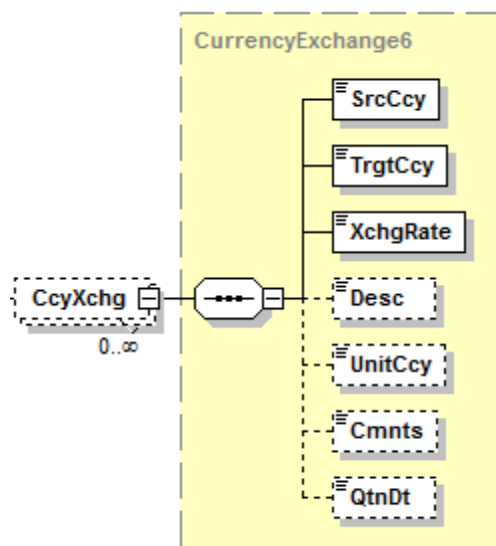 CurrencyExchange6
SrcCcy
TrgtCcy
XchgRate
CcyXchg
0..∞
Desc
UnitCcy
Cmnts
QtnDt